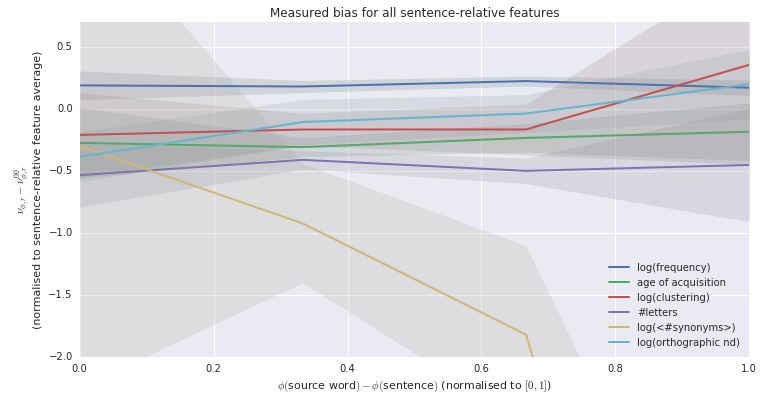 Measured bias for all sentence-relative features
ν_{ϕ,r} − ν_{ϕ,r}^{00}
(normalised to sentence-relative feature average)
0.5
0.0
−0.5
−1.0
−1.5
−2.0
log(frequency)
age of acquisition
log(clustering)
#letters
log(<#synonyms>)
log(orthographic nd)
0.0 0.2 0.4 0.6 0.8 1.0
ϕ(source word) − ϕ(sentence) (normalised to [0, 1])